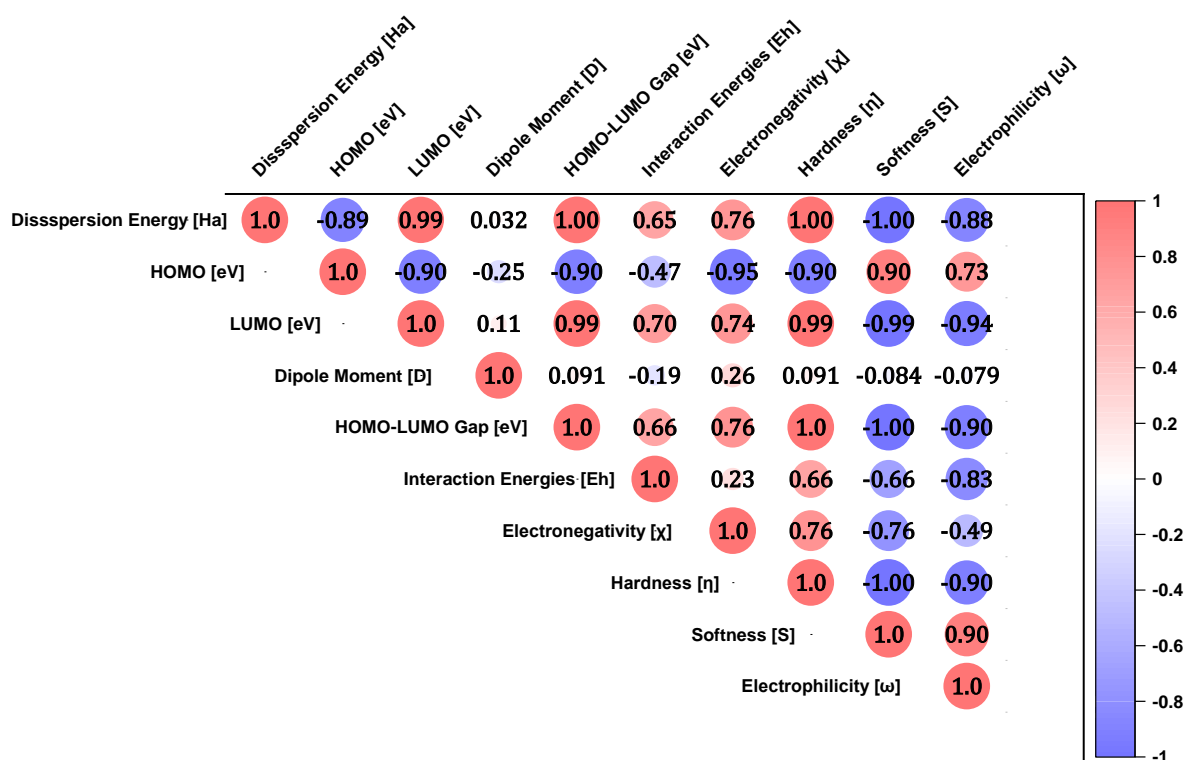 Dissspersion Energy [Ha]
HOMO [eV]
LUMO [eV]
Dipole Moment [D]
HOMO-LUMO Gap [eV]
Interaction Energies [Eh]
Electronegativity [χ]
Hardness [η]
Softness [S]
Electrophilicity [ω]
Dissspersion Energy [Ha] 1.0 -0.89 0.99 0.032 1.00 0.65 0.76 1.00 -1.00 -0.88
HOMO [eV] 1.0 -0.90 -0.25 -0.90 -0.47 -0.95 -0.90 0.90 0.73
LUMO [eV] 1.0 0.11 0.99 0.70 0.74 0.99 -0.99 -0.94
Dipole Moment [D] 1.0 0.091 -0.19 0.26 0.091 -0.084 -0.079
HOMO-LUMO Gap [eV] 1.0 0.66 0.76 1.0 -1.00 -0.90
Interaction Energies [Eh] 1.0 0.23 0.66 -0.66 -0.83
Electronegativity [χ] 1.0 0.76 -0.76 -0.49
Hardness [η] 1.0 -1.00 -0.90
Softness [S] 1.0 0.90
Electrophilicity [ω] 1.0
1
0.8
0.6
0.4
0.2
0
-0.2
-0.4
-0.6
-0.8
-1